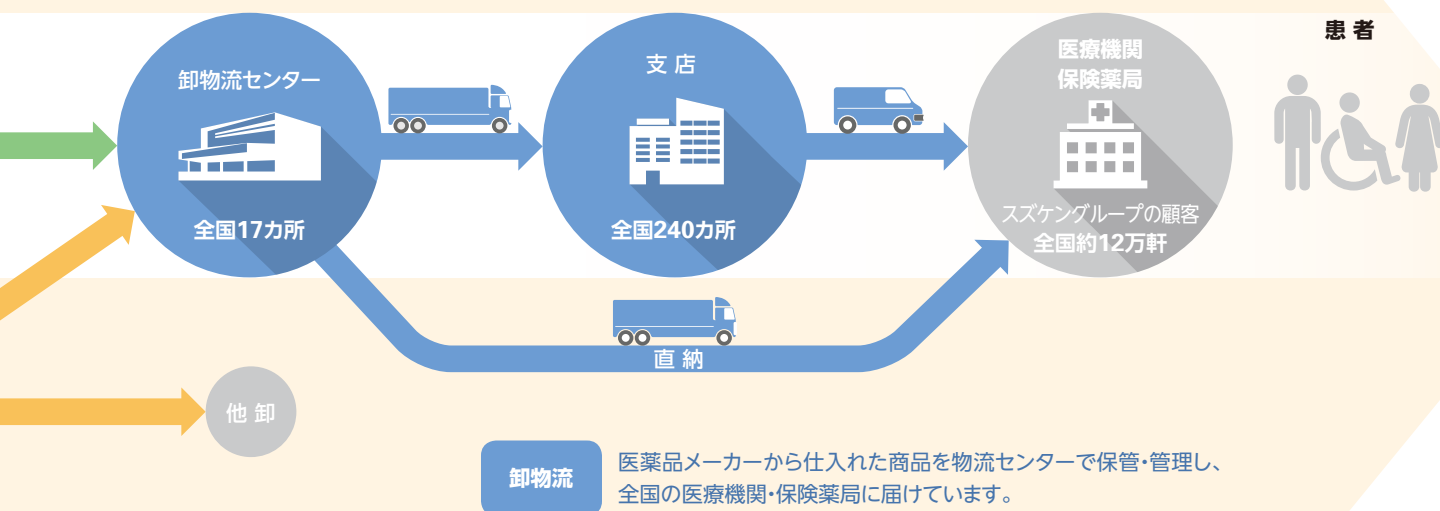 患者
卸物流センター
全国17カ所
支店
全国240カ所
医療機関
保険薬局
スズケングループの顧客
全国約12万軒
直納
他卸
卸物流
医薬品メーカーから仕入れた商品を物流センターで保管・管理し、
全国の医療機関・保険薬局に届けています。